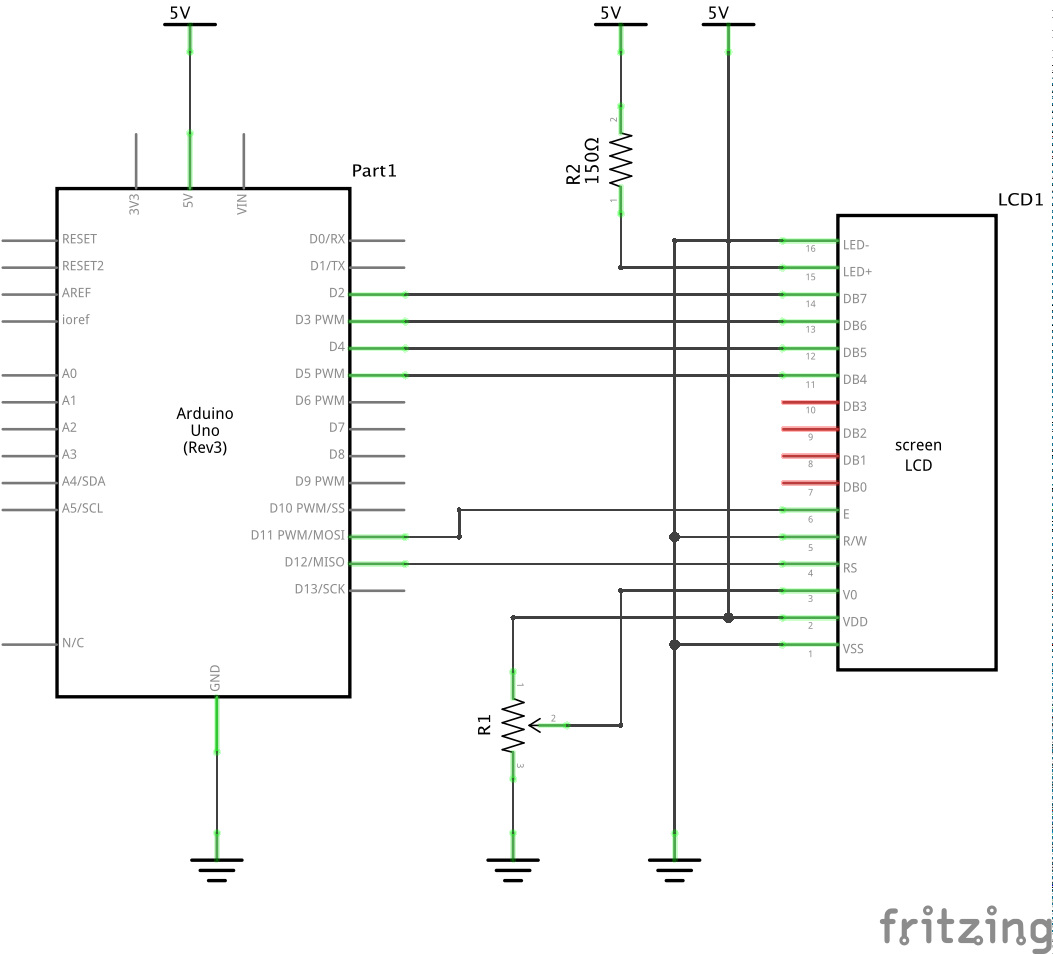 5V
5V
5V
3V3
5V
VIN
Part1
RESET
RESET2
AREF
ioref
A0
A1
A2
A3
A4/SDA
A5/SCL
N/C
Arduino
Uno
(Rev3)
D0/RX
D1/TX
D2
D3 PWM
D4
D5 PWM
D6 PWM
D7
D8
D9 PWM
D10 PWM/SS
D11 PWM/MOSI
D12/MISO
D13/SCK
GND
2
R2
150Ω
1
R1
1
2
3
LCD1
16 LED-
15 LED+
14 DB7
13 DB6
12 DB5
11 DB4
10 DB3
9 DB2
8 DB1
7 DB0
6 E
5 R/W
4 RS
3 V0
2 VDD
1 VSS
screen
LCD
fritzing